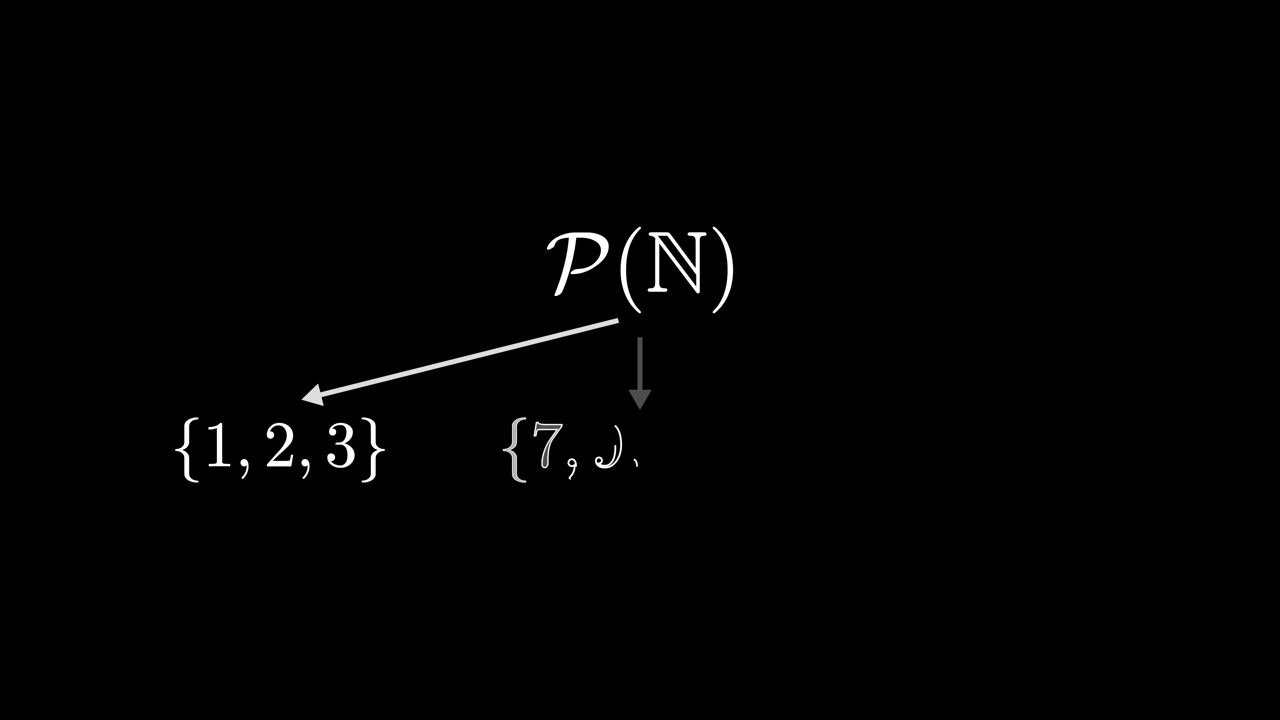 𝒫(ℕ)
{1, 2, 3} {7,